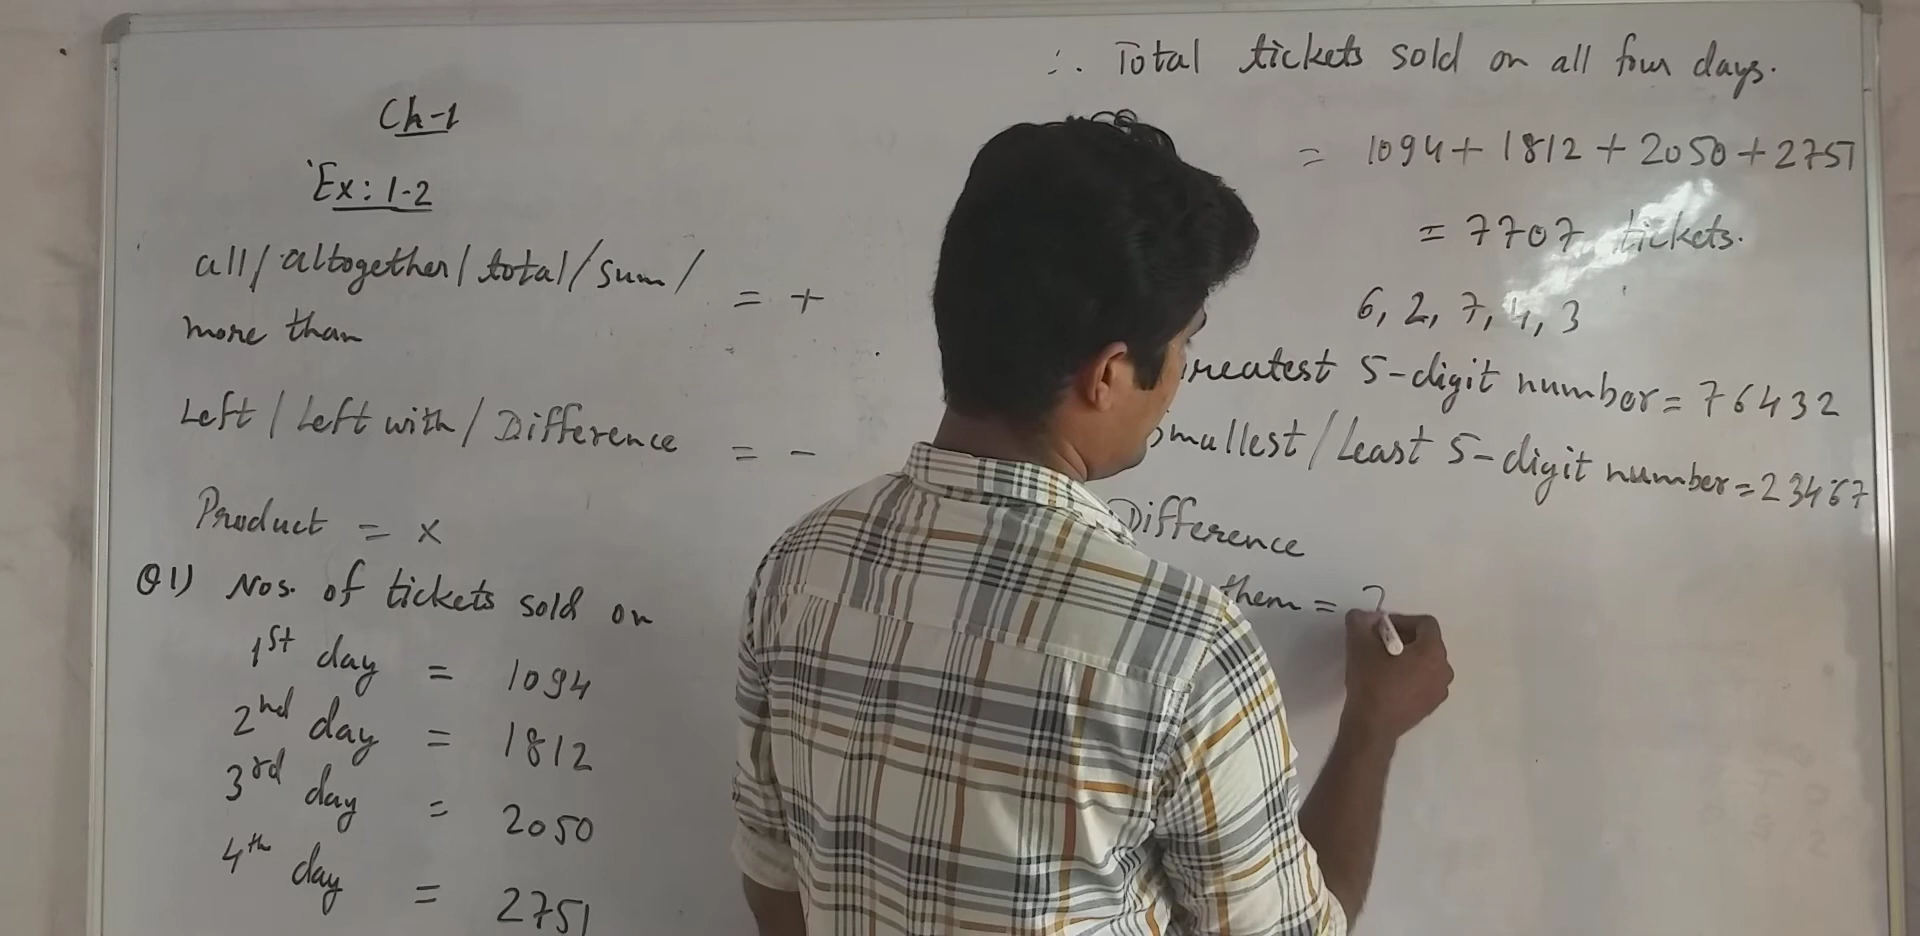 Ch-1
Ex: 1.2
all/altogether/total/sum/
more than = +
Left/Left with/Difference = -
Product = ×
Q1) Nos. of tickets sold on
1st day = 1094
2nd day = 1812
3rd day = 2050
4th day = 2751
∴ Total tickets sold on all four days.
= 1094 + 1812 + 2050 + 2751
= 7707 tickets.
6, 2, 7, 4, 3
Greatest 5-digit number = 76432
Smallest/Least 5-digit number = 23467
Difference
them =